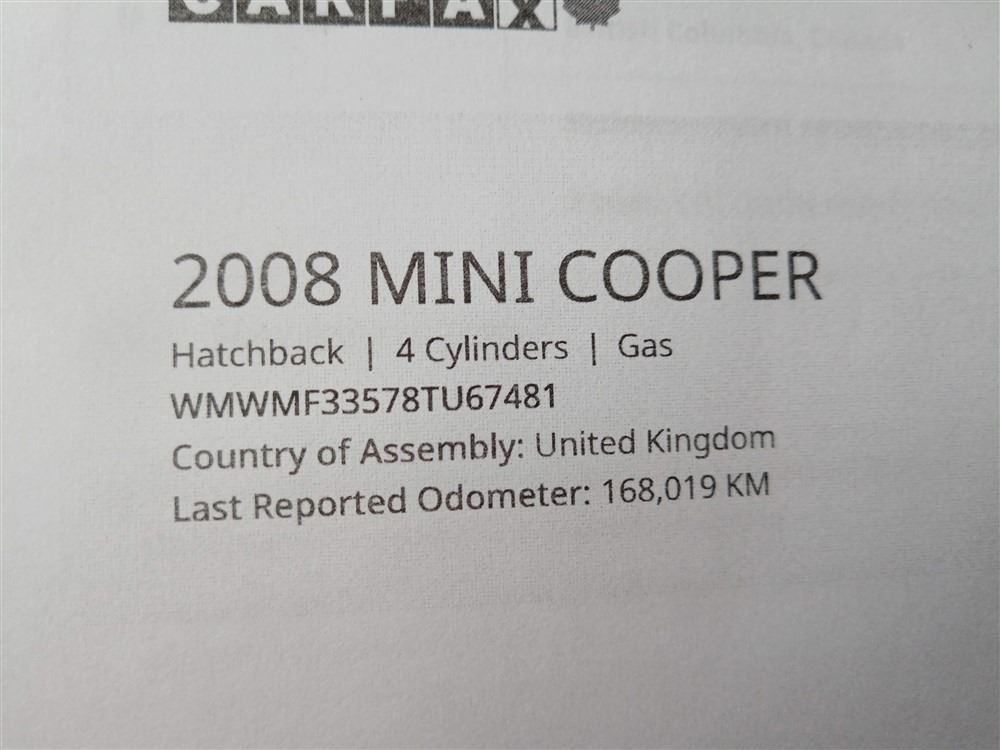 CARFAX
2008 MINI COOPER
Hatchback | 4 Cylinders | Gas
WMWMF33578TU67481
Country of Assembly: United Kingdom
Last Reported Odometer: 168,019 KM